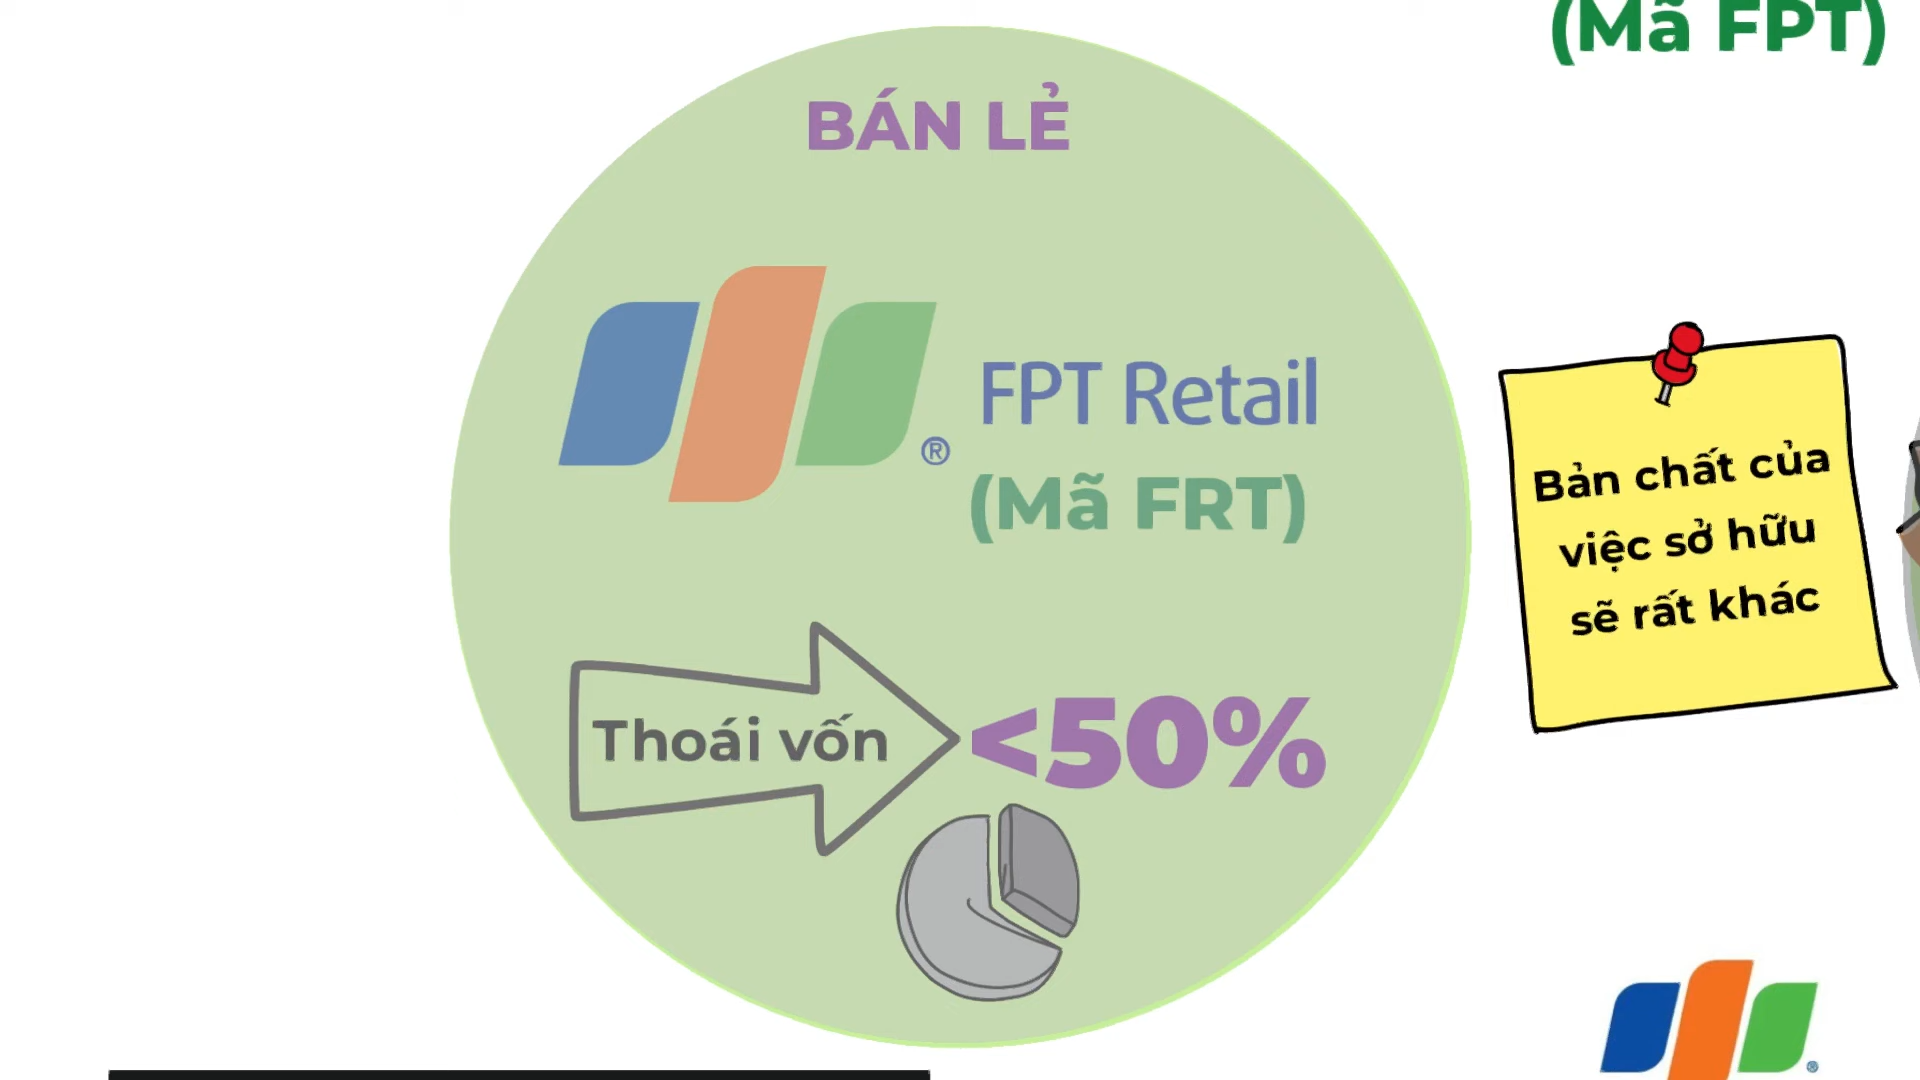 (Mã FPT)
BÁN LẺ
FPT Retail
®
(Mã FRT)
Bản chất của
việc sở hữu
sẽ rất khác
Thoái vốn
<50%
®